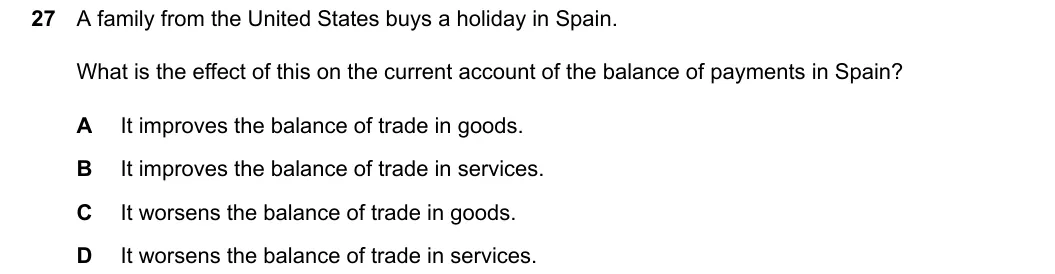 27 A family from the United States buys a holiday in Spain.
What is the effect of this on the current account of the balance of payments in Spain?
A It improves the balance of trade in goods.
B It improves the balance of trade in services.
C It worsens the balance of trade in goods.
D It worsens the balance of trade in services.